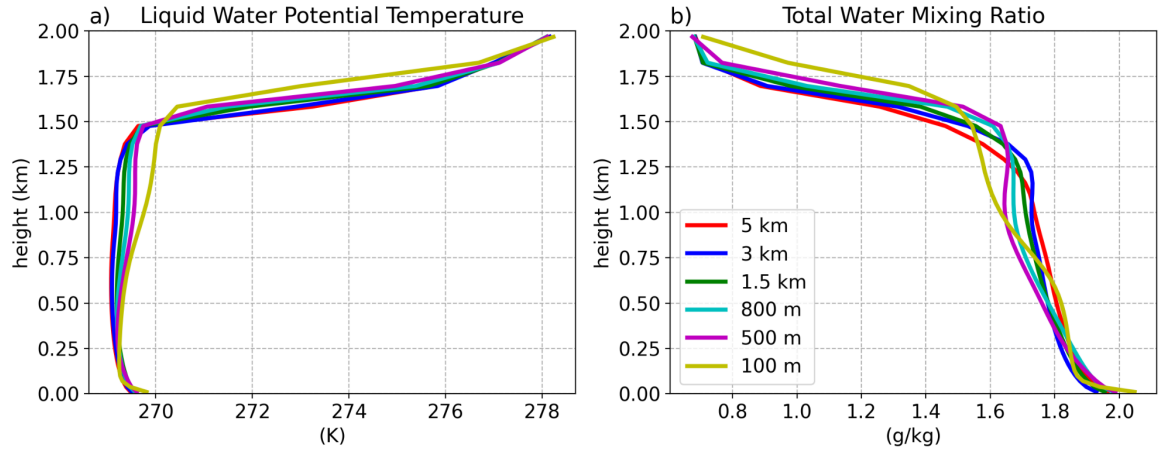 a) Liquid Water Potential Temperature
2.00
1.75
1.50
1.25
1.00
0.75
0.50
0.25
0.00
height (km)
270 272 274 276 278
(K)
b) Total Water Mixing Ratio
2.00
1.75
1.50
1.25
1.00
0.75
0.50
0.25
0.00
height (km)
5 km
3 km
1.5 km
800 m
500 m
100 m
0.8 1.0 1.2 1.4 1.6 1.8 2.0
(g/kg)